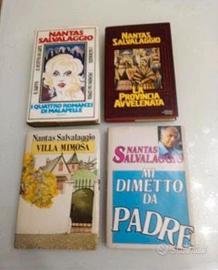 NANTAS
SALVALAGGIO
I QUATTRO ROMANZI
DI MALAPELLE
NANTAS
SALVALAGGIO
LA
PROVINCIA
AVVELENATA
Nantas Salvalaggio
VILLA MIMOSA
NANTAS
SALVALAGGIO
MI
DIMETTO
DA
PADRE